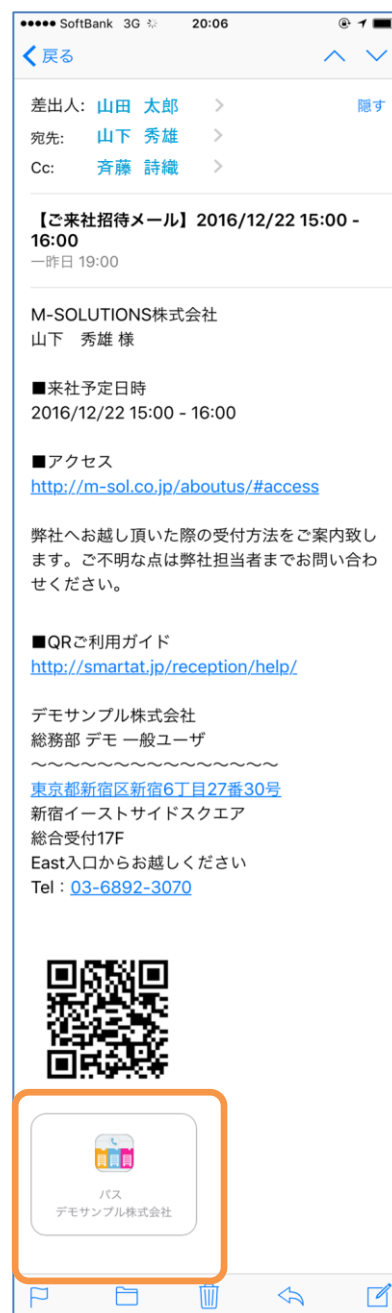 ●●●●● SoftBank 3G 20:06
戻る
差出人: 山田 太郎 隠す
宛先: 山下 秀雄
Cc: 斉藤 詩織
【ご来社招待メール】2016/12/22 15:00 -
16:00
一昨日 19:00
M-SOLUTIONS株式会社
山下 秀雄 様
■来社予定日時
2016/12/22 15:00 - 16:00
■アクセス
http://m-sol.co.jp/aboutus/#access
弊社へお越し頂いた際の受付方法をご案内致し
ます。ご不明な点は弊社担当者までお問い合わ
せください。
■QRご利用ガイド
http://smartat.jp/reception/help/
デモサンプル株式会社
総務部 デモ 一般ユーザ
〜〜〜〜〜〜〜〜〜〜〜〜〜〜〜
東京都新宿区新宿6丁目27番30号
新宿イーストサイドスクエア
総合受付17F
East入口からお越しください
Tel：03-6892-3070
パス
デモサンプル株式会社